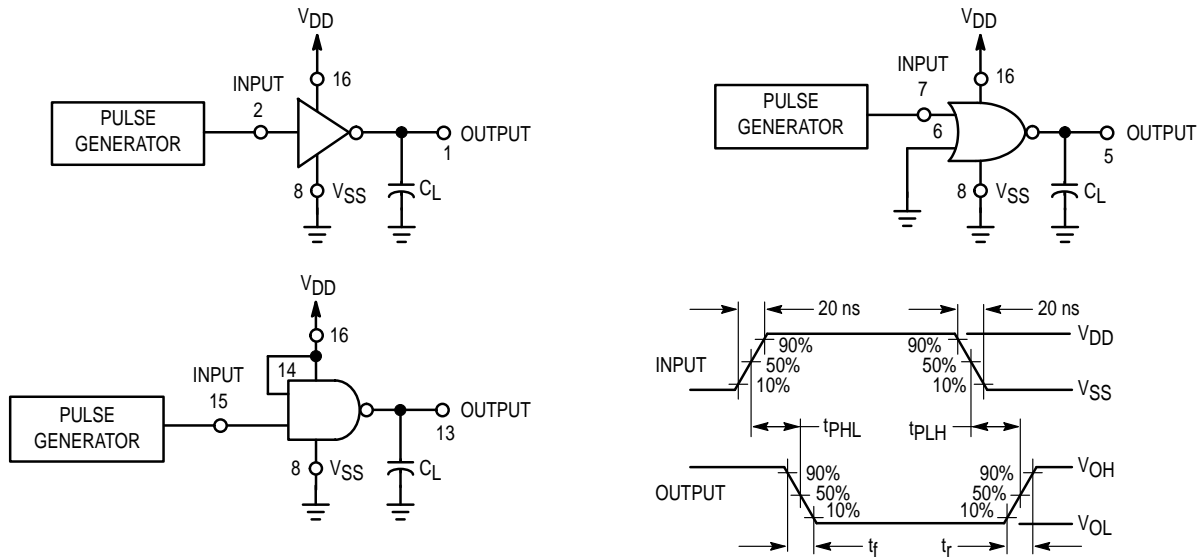 VDD
16
INPUT
2
PULSE
GENERATOR
OUTPUT
1
8
VSS
CL
VDD
16
INPUT
7
PULSE
GENERATOR
6
OUTPUT
5
8
VSS
CL
VDD
16
14
INPUT
15
PULSE
GENERATOR
OUTPUT
13
8
VSS
CL
20 ns
20 ns
VDD
90%
90%
INPUT
50%
50%
10%
10%
VSS
tPHL
tPLH
VOH
90%
90%
OUTPUT
50%
50%
10%
10%
VOL
tf
tr